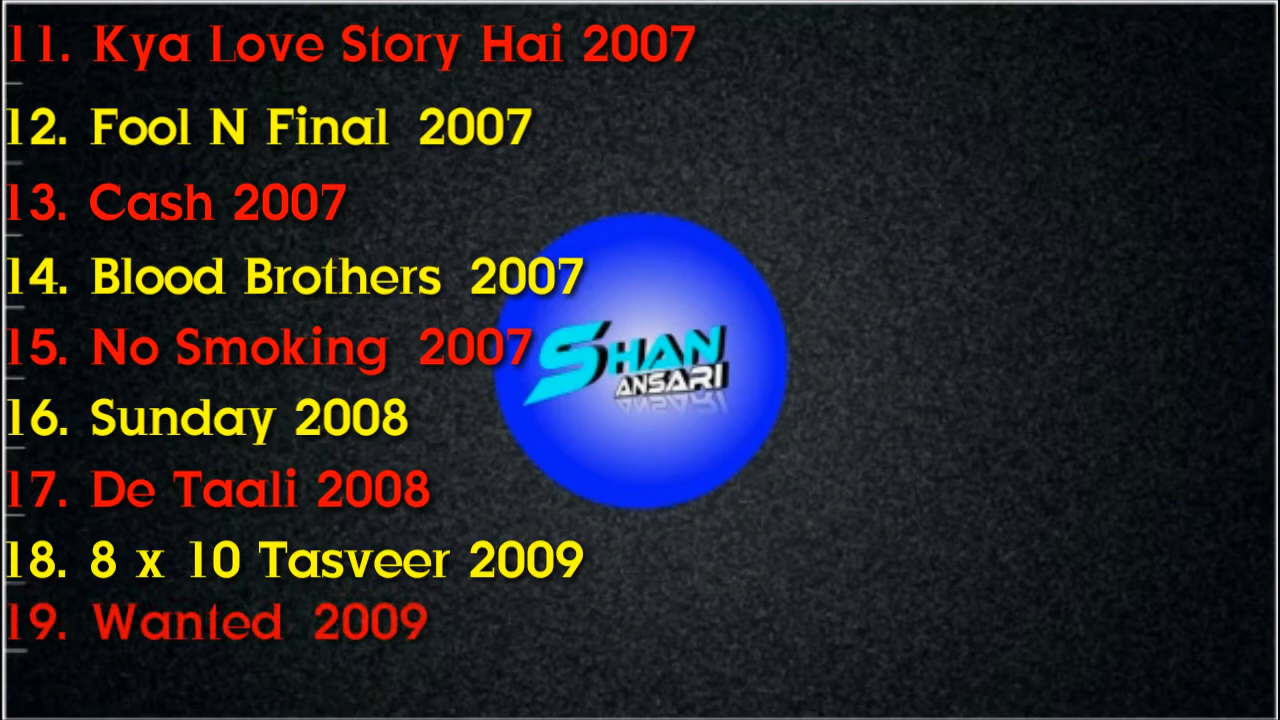 11. Kya Love Story Hai 2007
12. Fool N Final 2007
13. Cash 2007
14. Blood Brothers 2007
15. No Smoking 2007
SHAN
ANSARI
16. Sunday 2008
17. De Taali 2008
18. 8 x 10 Tasveer 2009
19. Wanted 2009